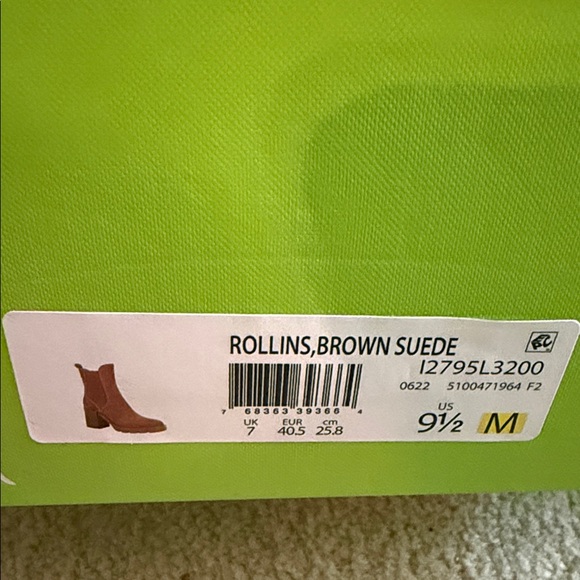 ROLLINS,BROWN SUEDE
I2795L3200
0622 5100471964 F2
7 68363 39366 4
UK EUR cm
7 40.5 25.8
US
9½ M